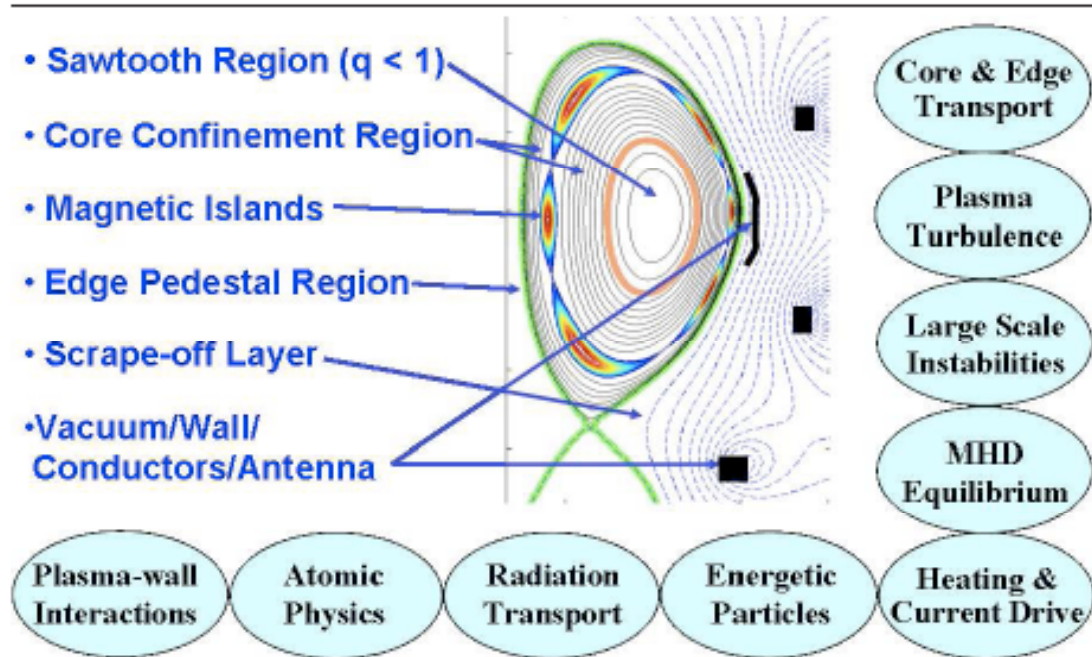 • Sawtooth Region (q < 1)
• Core Confinement Region
• Magnetic Islands
• Edge Pedestal Region
• Scrape-off Layer
•Vacuum/Wall/
Conductors/Antenna
Core & Edge
Transport
Plasma
Turbulence
Large Scale
Instabilities
MHD
Equilibrium
Plasma-wall
Interactions
Atomic
Physics
Radiation
Transport
Energetic
Particles
Heating &
Current Drive